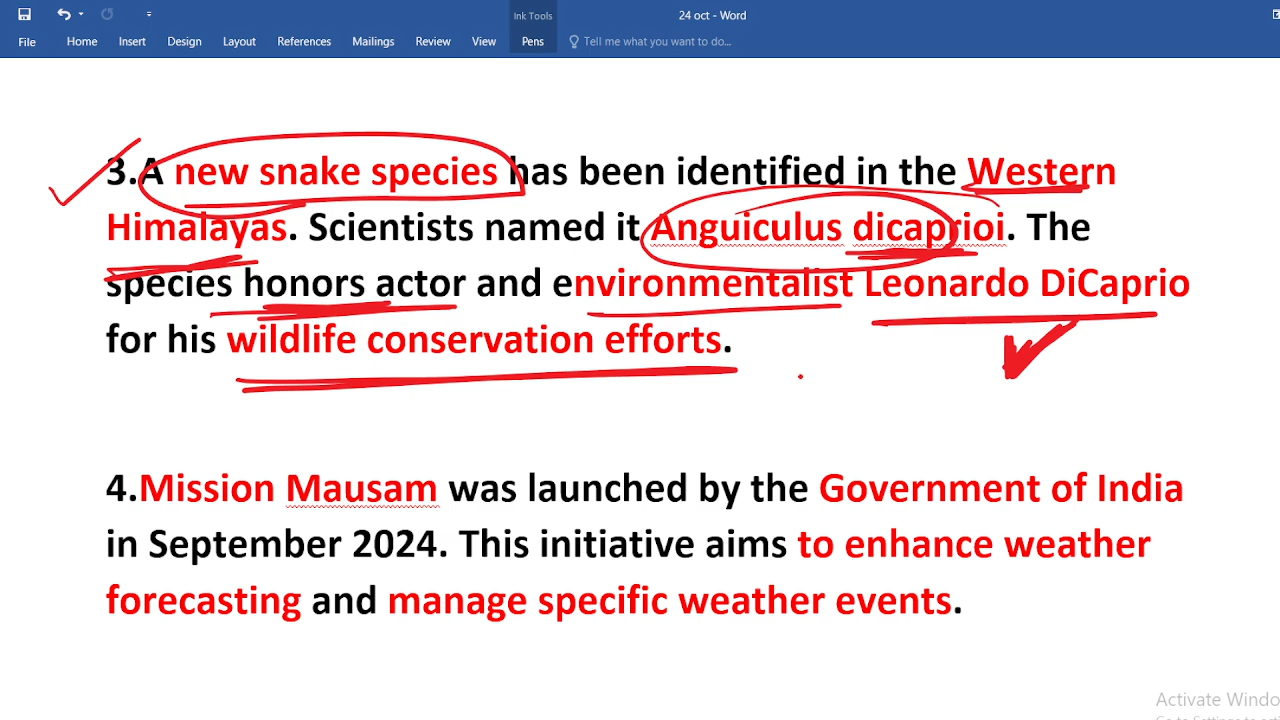 Ink Tools
24 oct - Word
File Home Insert Design Layout References Mailings Review View Pens Tell me what you want to do...
3.A new snake species has been identified in the Western
Himalayas. Scientists named it Anguiculus dicaprioi. The
species honors actor and environmentalist Leonardo DiCaprio
for his wildlife conservation efforts.
4.Mission Mausam was launched by the Government of India
in September 2024. This initiative aims to enhance weather
forecasting and manage specific weather events.
Activate Windo